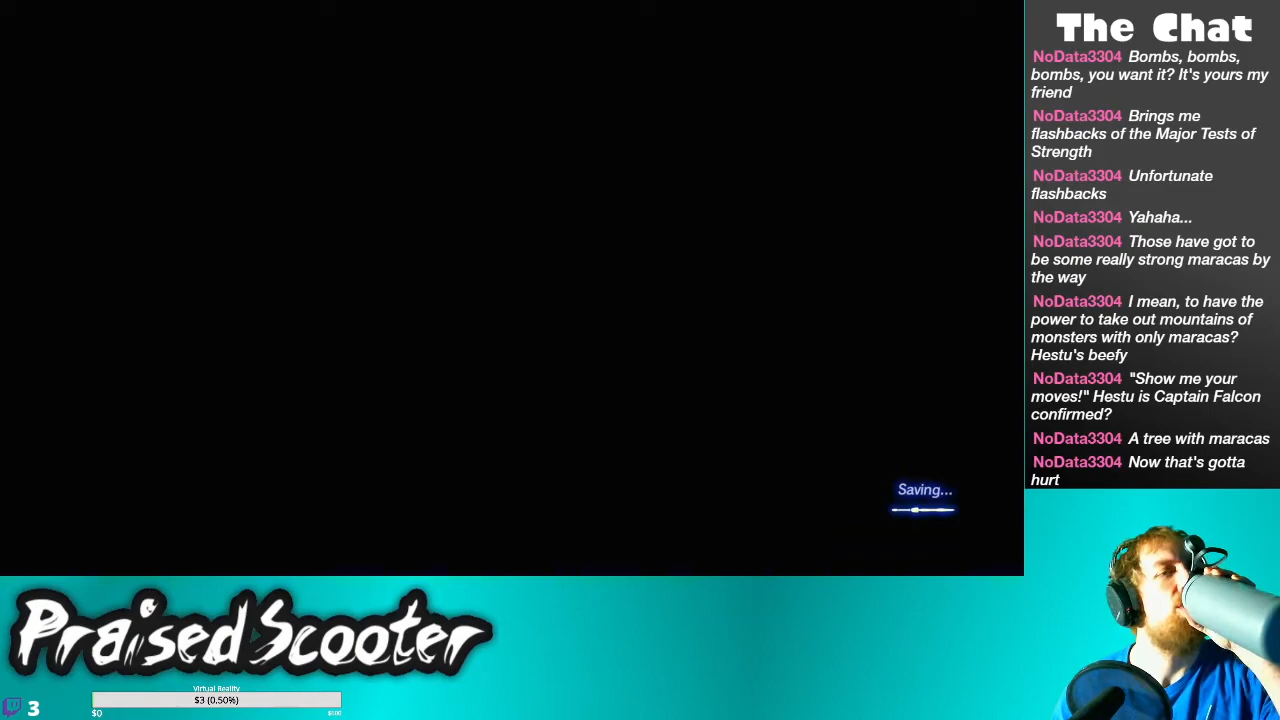 The Chat
NoData3304 Bombs, bombs,
bombs, you want it? It's yours my
friend
NoData3304 Brings me
flashbacks of the Major Tests of
Strength
NoData3304 Unfortunate
flashbacks
NoData3304 Yahaha...
NoData3304 Those have got to
be some really strong maracas by
the way
NoData3304 I mean, to have the
power to take out mountains of
monsters with only maracas?
Hestu's beefy
NoData3304 "Show me your
moves!" Hestu is Captain Falcon
confirmed?
NoData3304 A tree with maracas
NoData3304 Now that's gotta
hurt
Saving...
PraisedScooter
Virtual Reality
$3 (0.50%)
3
$0